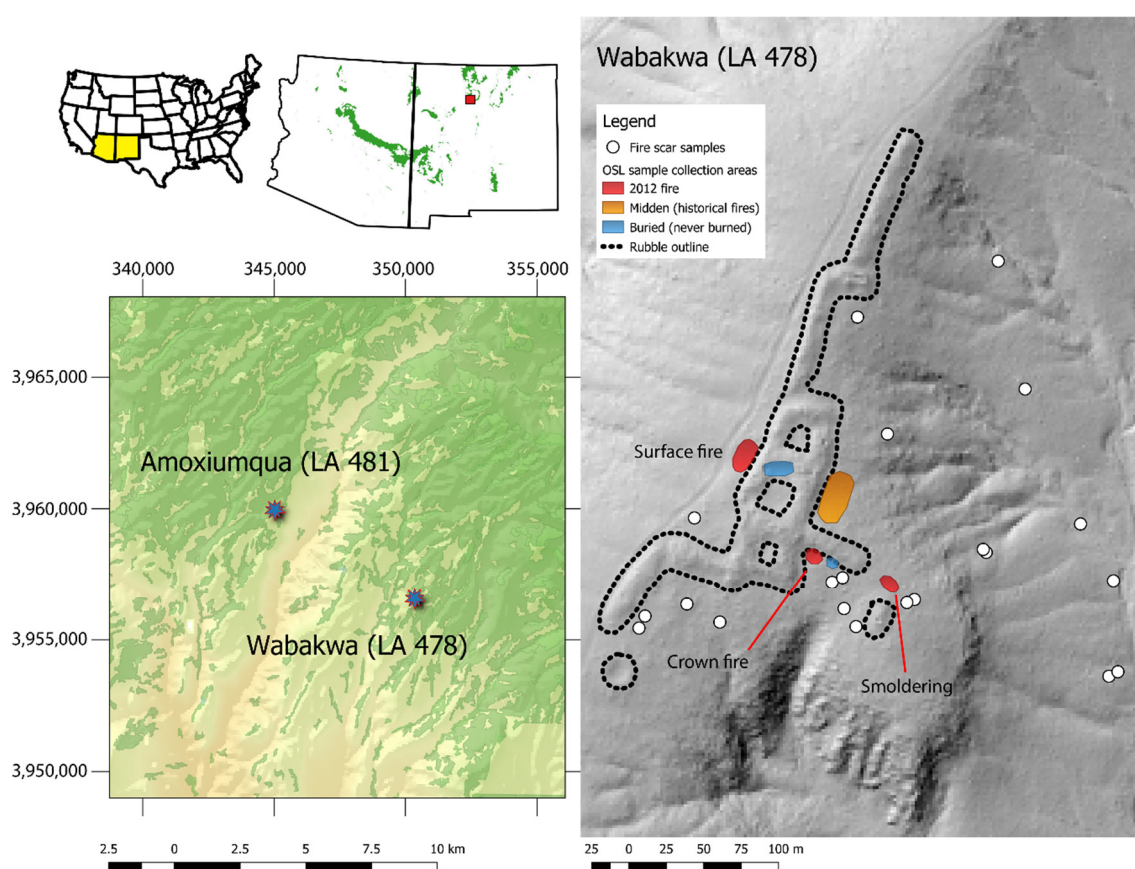 340,000 345,000 350,000 355,000
3,965,000
3,960,000
3,955,000
3,950,000
Amoxiumqua (LA 481)
Wabakwa (LA 478)
2.5 0 2.5 5 7.5 10 km
Wabakwa (LA 478)
Legend
Fire scar samples
OSL sample collection areas
2012 fire
Midden (historical fires)
Buried (never burned)
Rubble outline
Surface fire
Crown fire
Smoldering
25 0 25 50 75 100 m